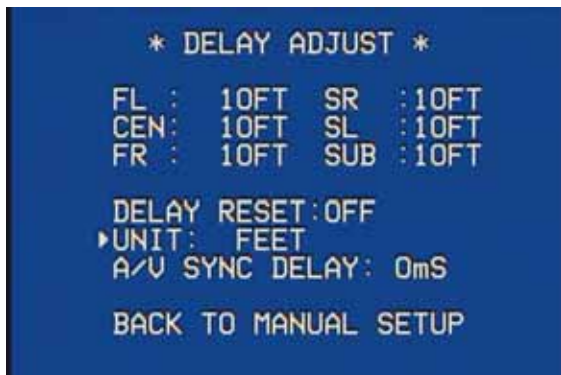 * DELAY ADJUST *
FL : 10FT SR :10FT
CEN: 10FT SL :10FT
FR : 10FT SUB :10FT
DELAY RESET:OFF
UNIT: FEET
A/V SYNC DELAY: 0mS
BACK TO MANUAL SETUP